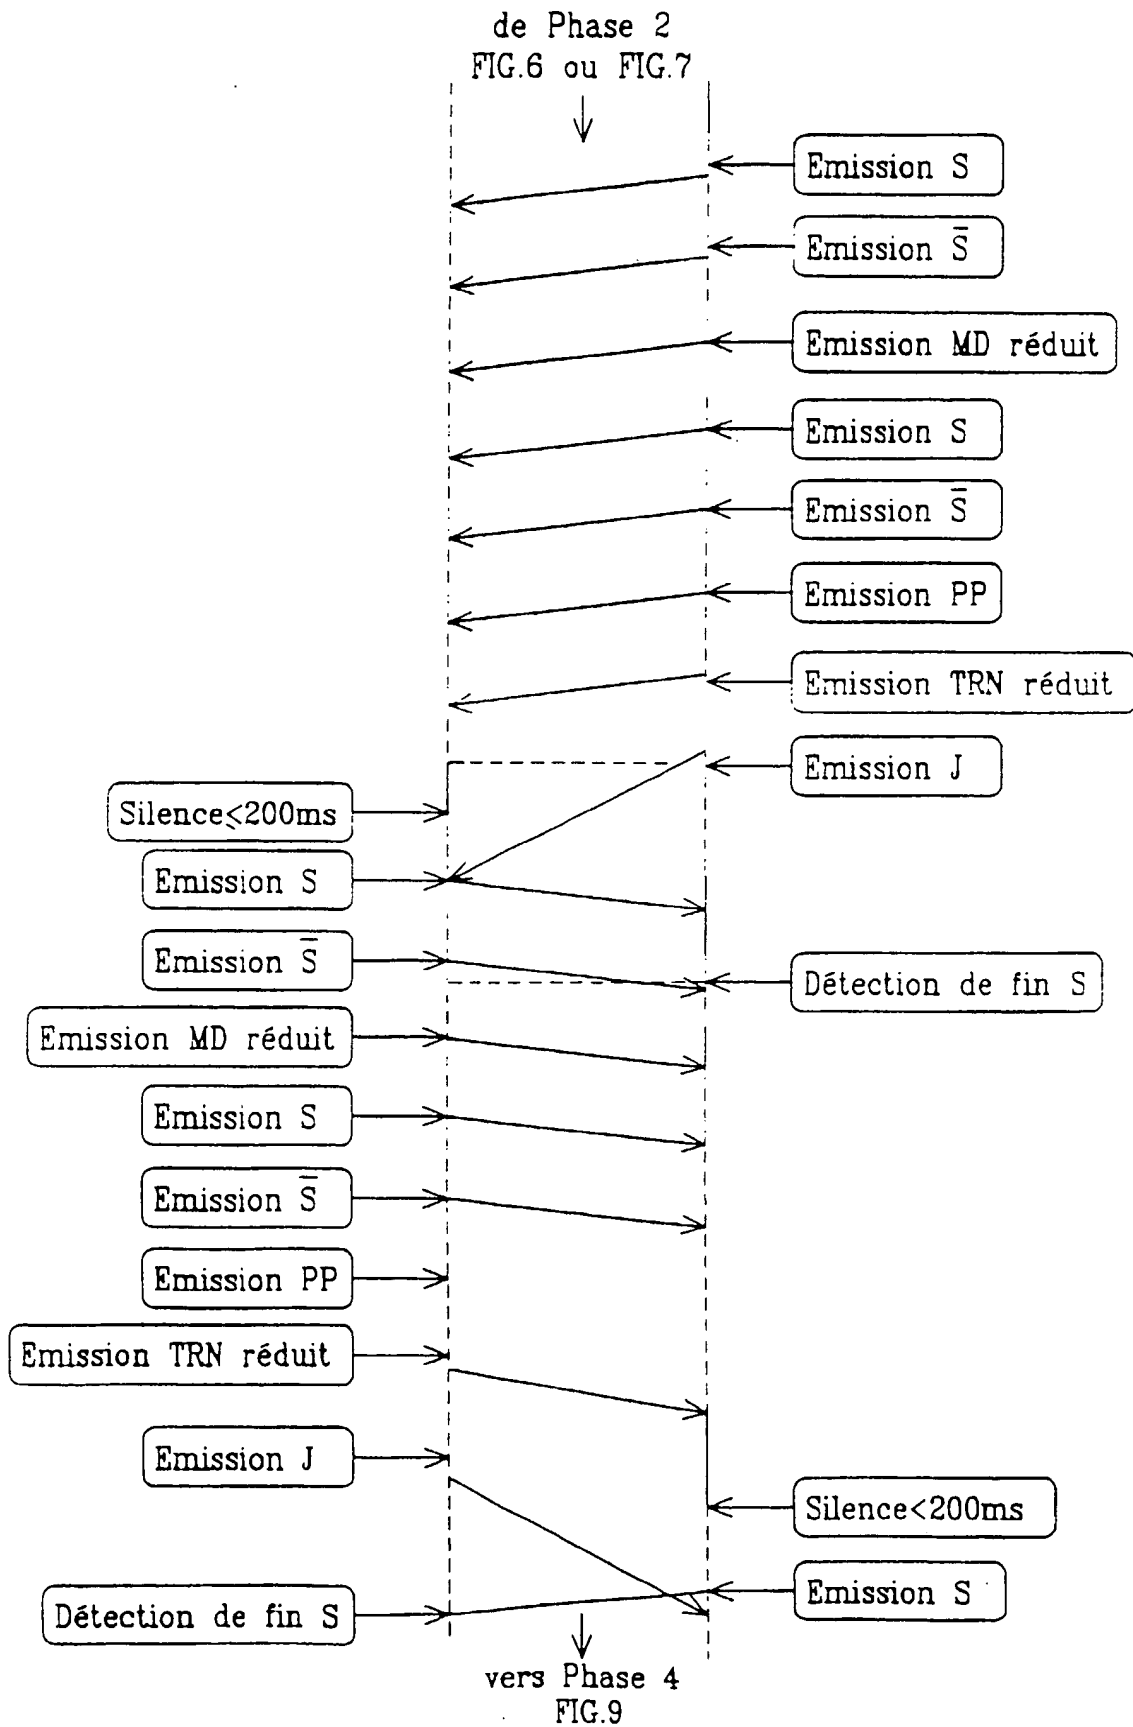 de Phase 2
FIG.6 ou FIG.7
Emission S
Emission S̅
Emission MD réduit
Emission S
Emission S̅
Emission PP
Emission TRN réduit
Emission J
Silence≤200ms
Emission S
Emission S̅
Détection de fin S
Emission MD réduit
Emission S
Emission S̅
Emission PP
Emission TRN réduit
Emission J
Silence<200ms
Emission S
Détection de fin S
vers Phase 4
FIG.9